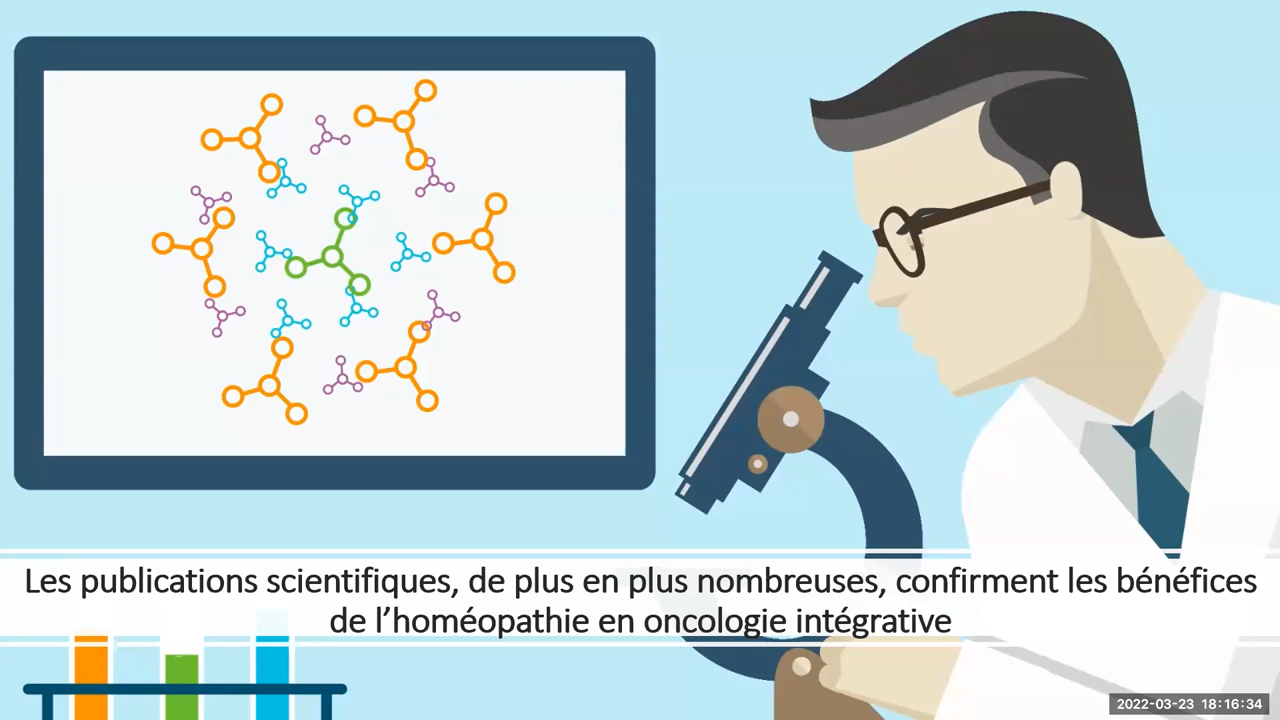 Les publications scientifiques, de plus en plus nombreuses, confirment les bénéfices
de l’homéopathie en oncologie intégrative
2022-03-23 18:16:34